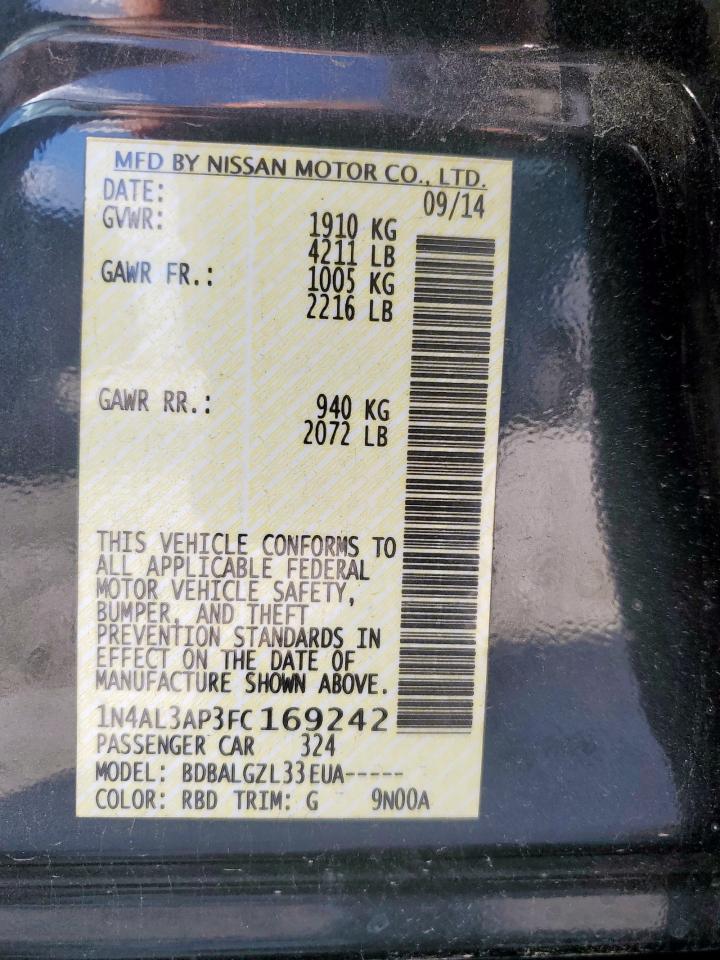 MFD BY NISSAN MOTOR CO., LTD.
DATE: 09/14
GVWR: 1910 KG
4211 LB
GAWR FR.: 1005 KG
2216 LB
GAWR RR.: 940 KG
2072 LB
THIS VEHICLE CONFORMS TO
ALL APPLICABLE FEDERAL
MOTOR VEHICLE SAFETY,
BUMPER, AND THEFT
PREVENTION STANDARDS IN
EFFECT ON THE DATE OF
MANUFACTURE SHOWN ABOVE.
1N4AL3AP3FC169242
PASSENGER CAR 324
MODEL: BDBALGZL33EUA-----
COLOR: RBD TRIM: G 9N00A